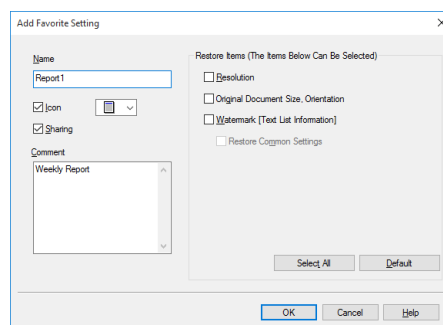 Add Favorite Setting
Name
Report1
Icon
Sharing
Comment
Weekly Report
Restore Items (The Items Below Can Be Selected)
Resolution
Original Document Size, Orientation
Watermark [Text List Information]
Restore Common Settings
Select All
Default
OK
Cancel
Help